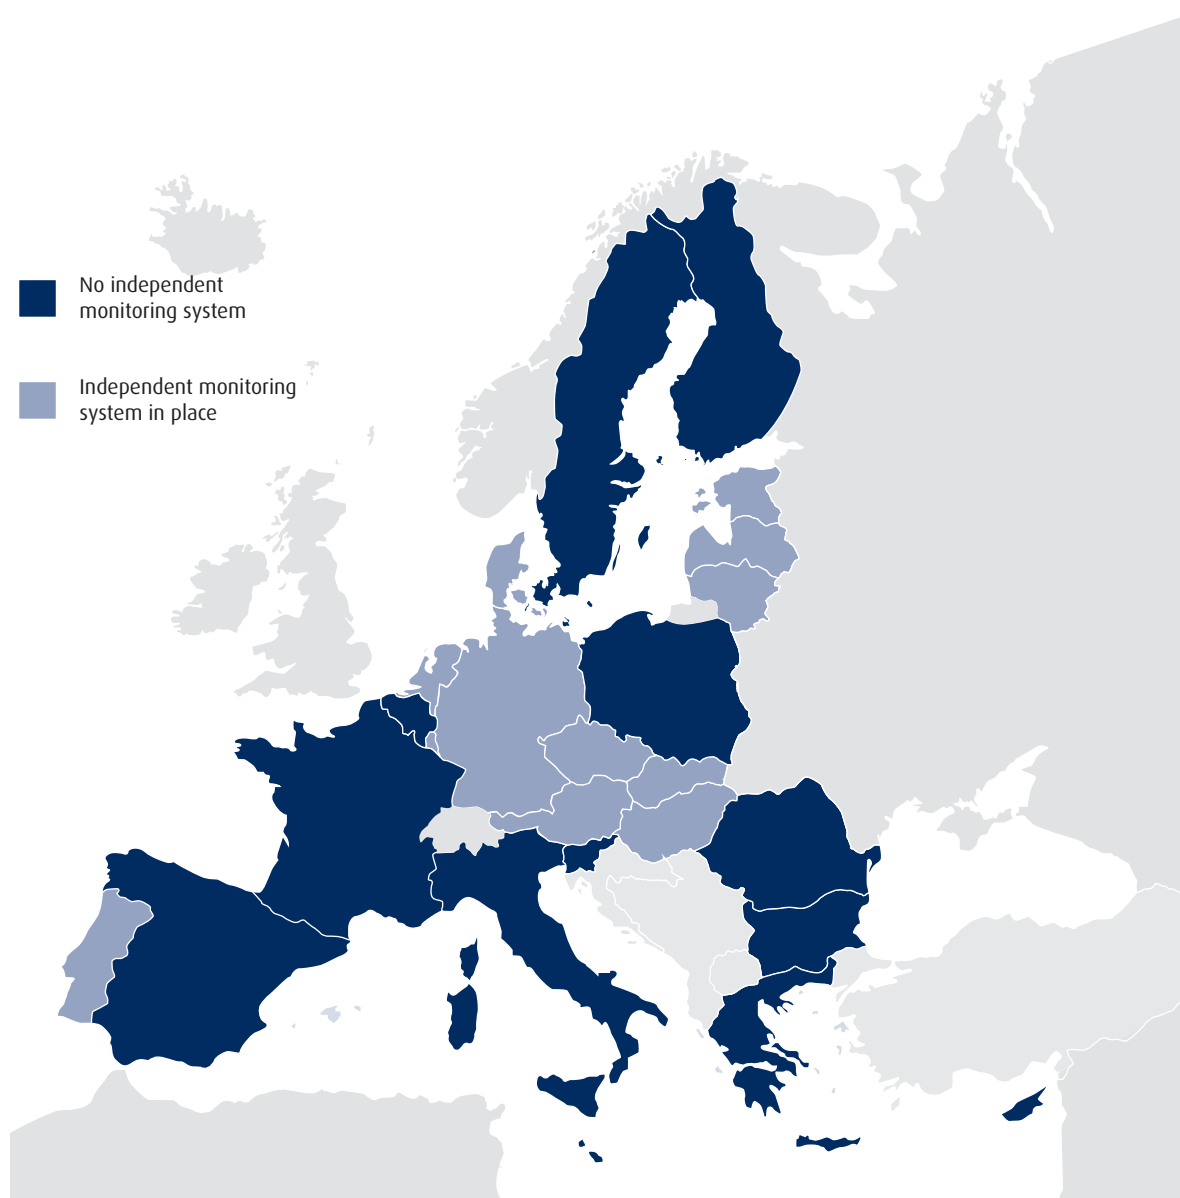 No independent
monitoring system
Independent monitoring
system in place